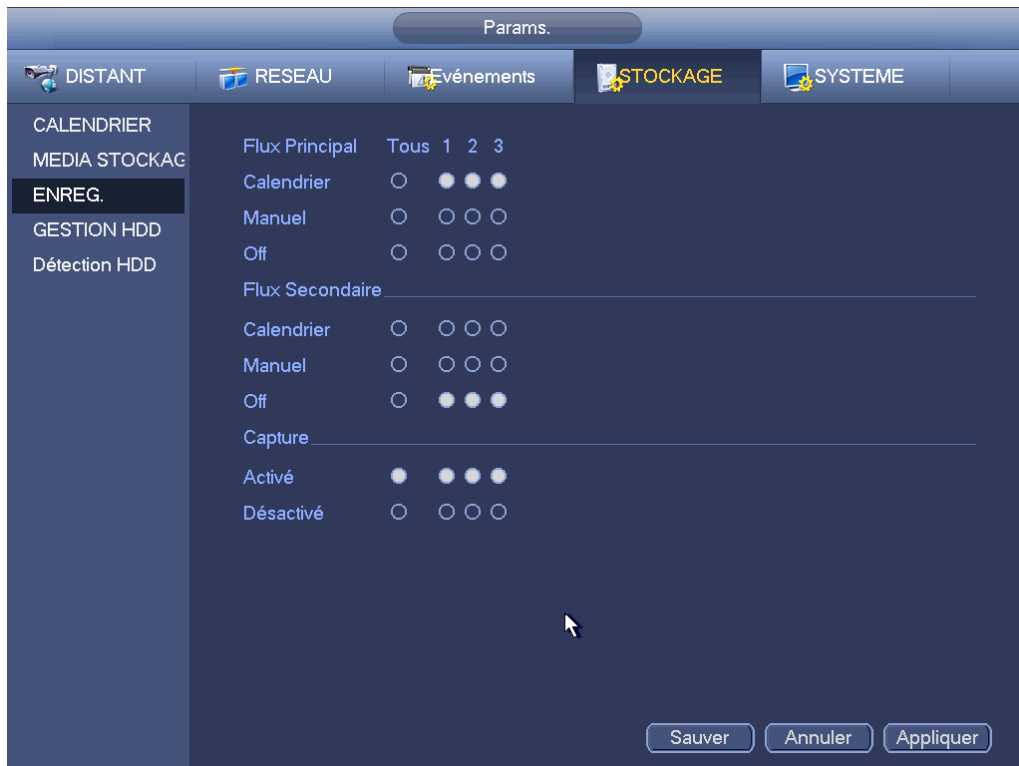 Params.
DISTANT
RESEAU
Evénements
STOCKAGE
SYSTEME
CALENDRIER
MEDIA STOCKAG
ENREG.
GESTION HDD
Détection HDD
Flux Principal Tous 1 2 3
Calendrier
Manuel
Off
Flux Secondaire
Calendrier
Manuel
Off
Capture
Activé
Désactivé
Sauver
Annuler
Appliquer